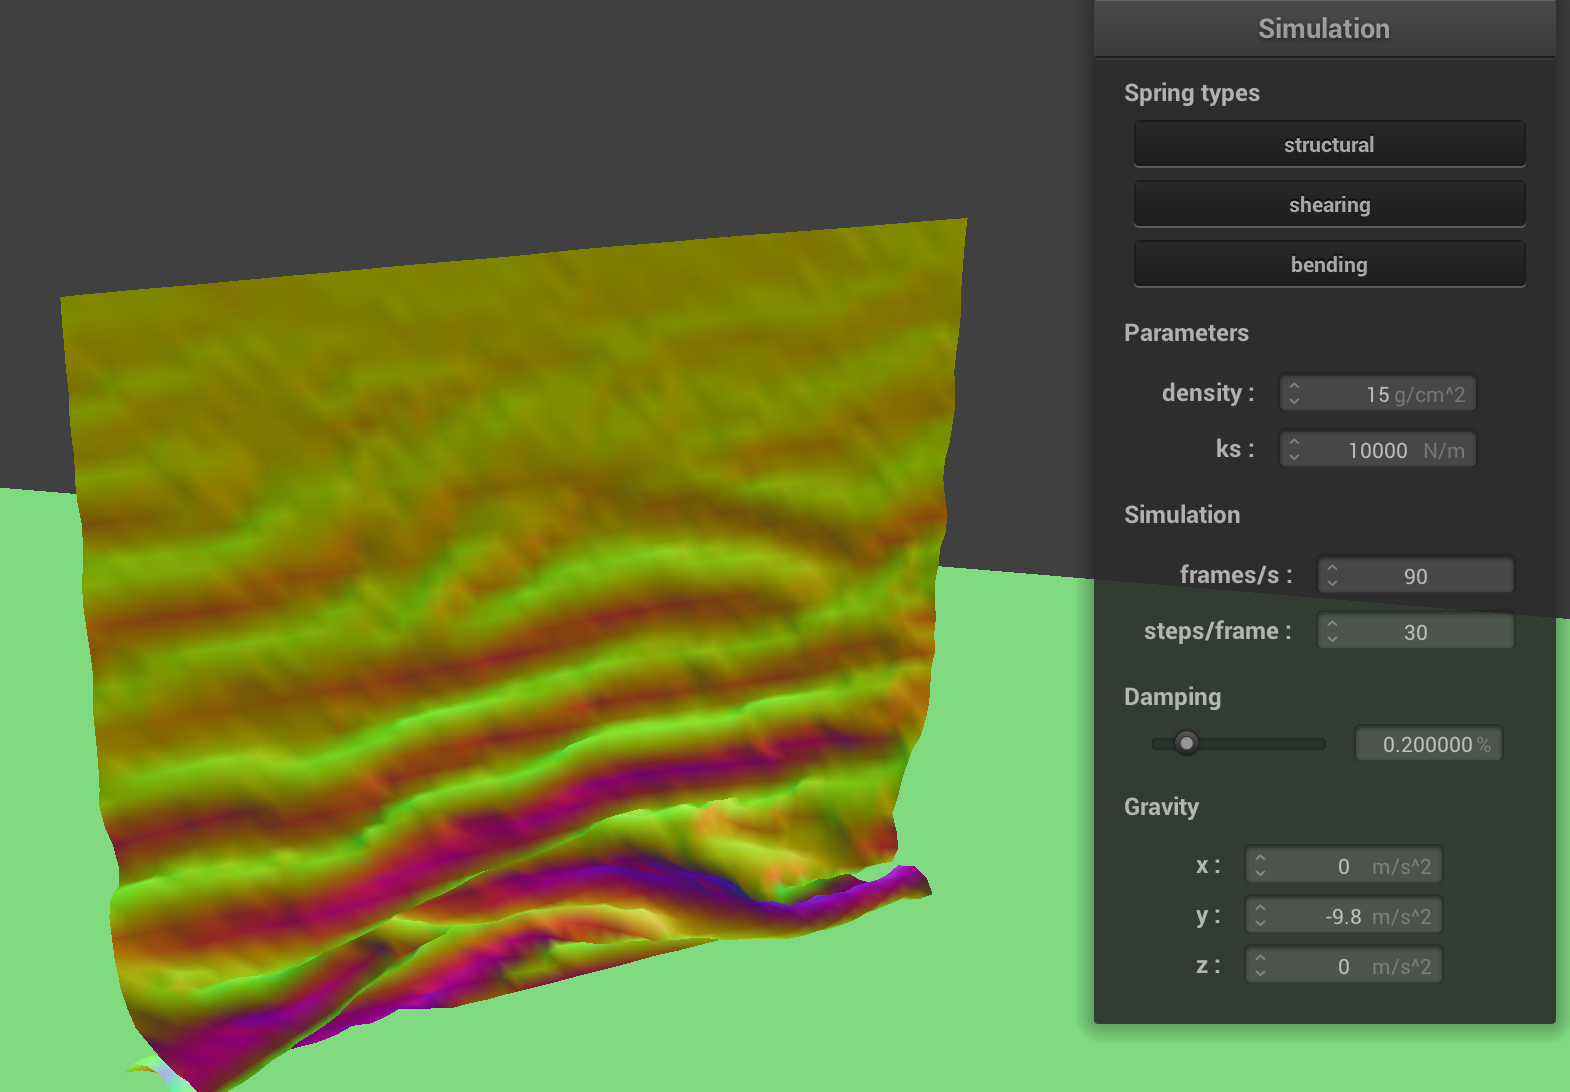 Simulation
Spring types
structural
shearing
bending
Parameters
density : 15 g/cm^2
ks : 10000 N/m
Simulation
frames/s : 90
steps/frame : 30
Damping
0.200000 %
Gravity
x : 0 m/s^2
y : -9.8 m/s^2
z : 0 m/s^2